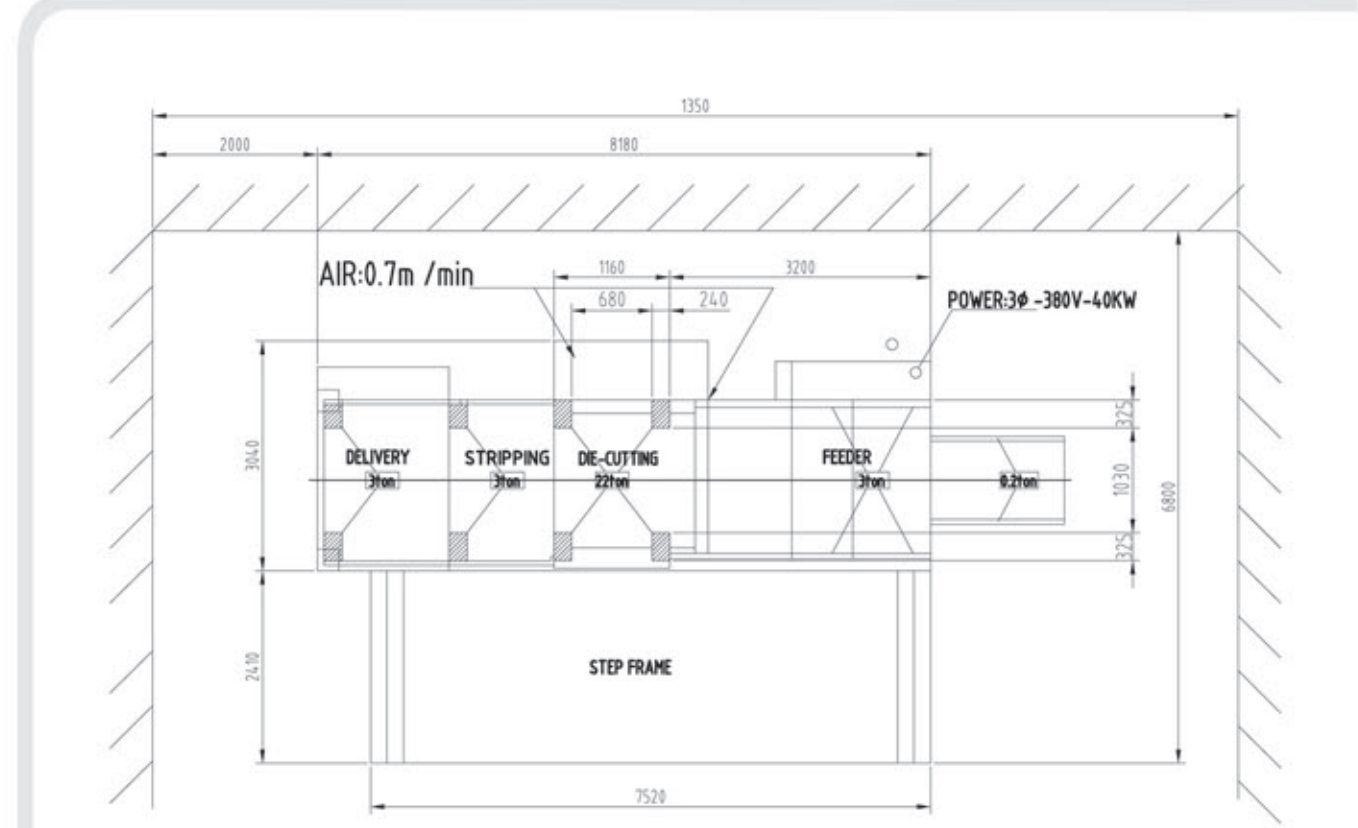 1350
2000
8180
AIR:0.7m /min
1160
3200
680
240
POWER:3ϕ -380V-40KW
325
3040
DELIVERY
STRIPPING
DIE-CUTTING
FEEDER
3ton
3ton
22ton
3ton
0.2ton
1030
6800
325
2410
STEP FRAME
7520